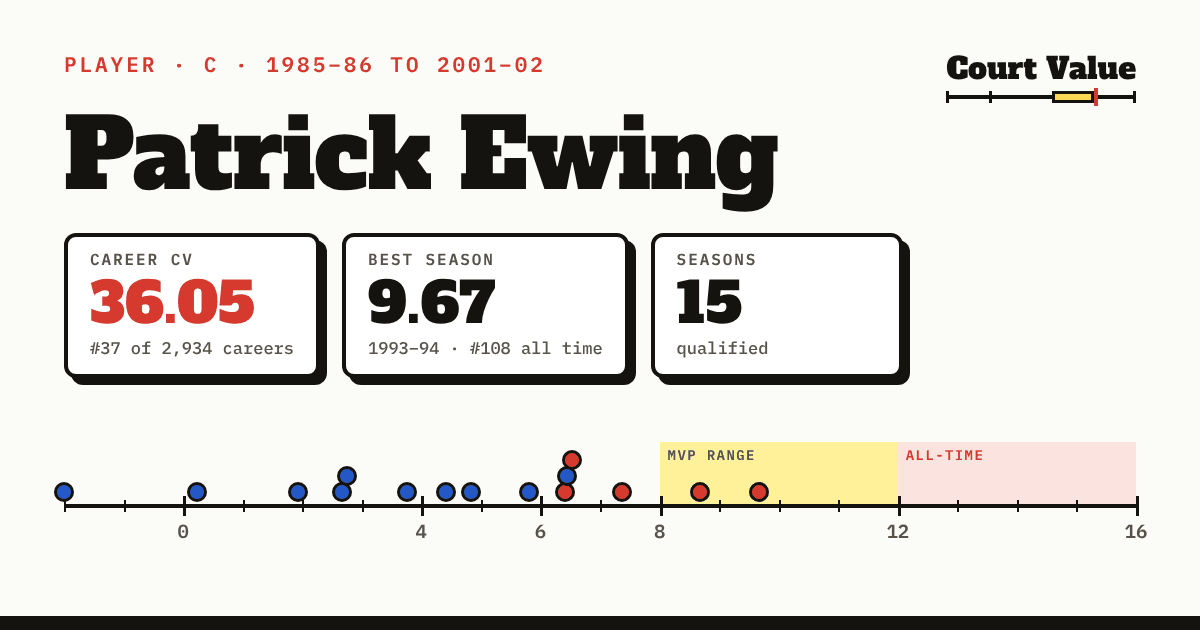 PLAYER · C · 1985–86 TO 2001–02
Court Value
Patrick Ewing
CAREER CV
36.05
#37 of 2,934 careers
BEST SEASON
9.67
1993–94 · #108 all time
SEASONS
15
qualified
MVP RANGE
ALL-TIME
0 4 6 8 12 16